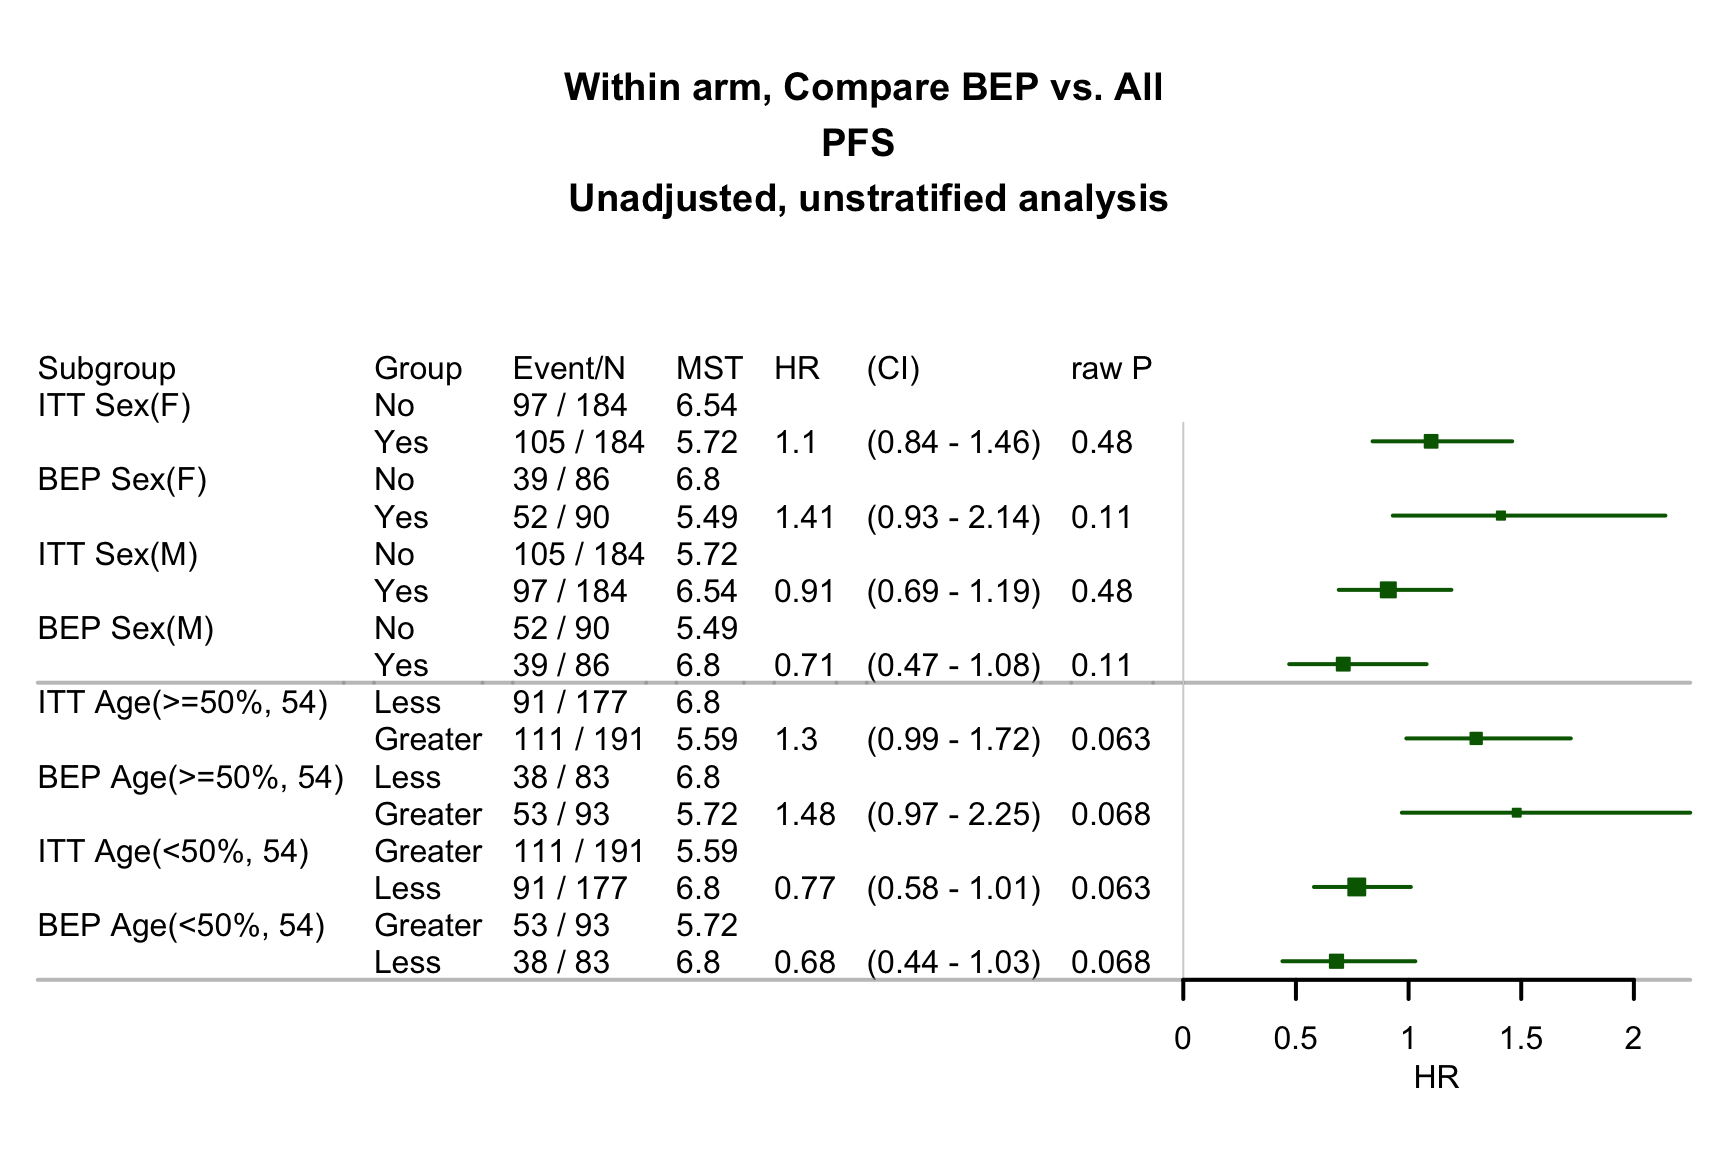 Within arm, Compare BEP vs. All
PFS
Unadjusted, unstratified analysis
Subgroup Group Event/N MST HR (CI) raw P
ITT Sex(F) No 97 / 184 6.54
Yes 105 / 184 5.72 1.1 (0.84 - 1.46) 0.48
BEP Sex(F) No 39 / 86 6.8
Yes 52 / 90 5.49 1.41 (0.93 - 2.14) 0.11
ITT Sex(M) No 105 / 184 5.72
Yes 97 / 184 6.54 0.91 (0.69 - 1.19) 0.48
BEP Sex(M) No 52 / 90 5.49
Yes 39 / 86 6.8 0.71 (0.47 - 1.08) 0.11
ITT Age(>=50%, 54) Less 91 / 177 6.8
Greater 111 / 191 5.59 1.3 (0.99 - 1.72) 0.063
BEP Age(>=50%, 54) Less 38 / 83 6.8
Greater 53 / 93 5.72 1.48 (0.97 - 2.25) 0.068
ITT Age(<50%, 54) Greater 111 / 191 5.59
Less 91 / 177 6.8 0.77 (0.58 - 1.01) 0.063
BEP Age(<50%, 54) Greater 53 / 93 5.72
Less 38 / 83 6.8 0.68 (0.44 - 1.03) 0.068
0 0.5 1 1.5 2
HR